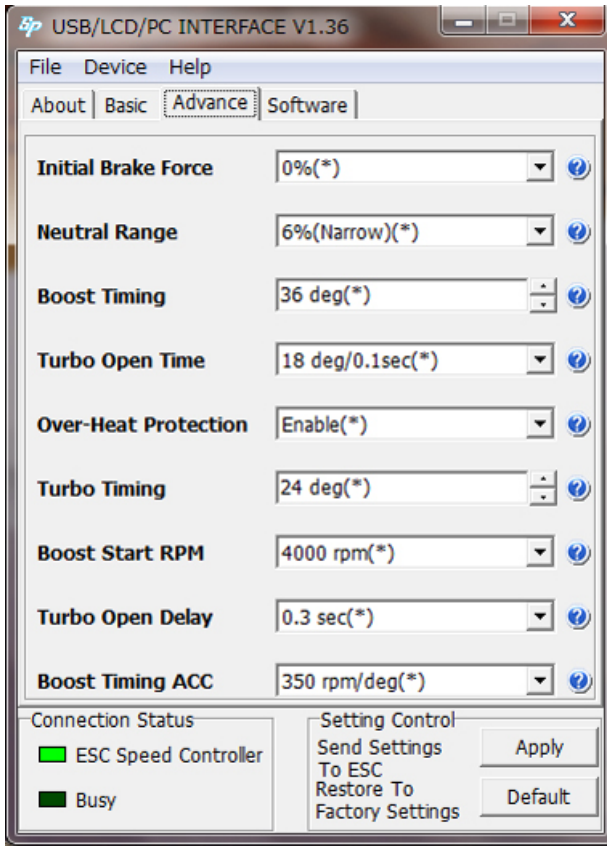 Sp USB/LCD/PC INTERFACE V1.36
File Device Help
About Basic Advance Software
Initial Brake Force 0%(*)
Neutral Range 6%(Narrow)(*)
Boost Timing 36 deg(*)
Turbo Open Time 18 deg/0.1sec(*)
Over-Heat Protection Enable(*)
Turbo Timing 24 deg(*)
Boost Start RPM 4000 rpm(*)
Turbo Open Delay 0.3 sec(*)
Boost Timing ACC 350 rpm/deg(*)
Connection Status
ESC Speed Controller
Busy
Setting Control
Send Settings
To ESC
Apply
Restore To
Factory Settings
Default